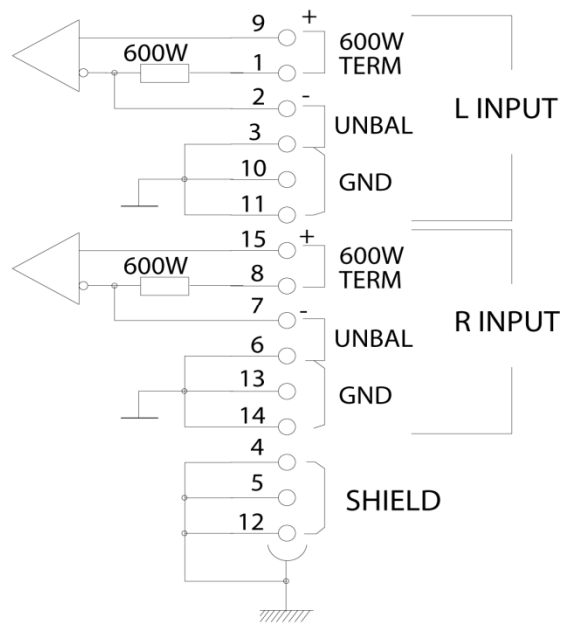 9 +
600W
600W
TERM
1
2 -
L INPUT
3
UNBAL
10
GND
11
15 +
600W
600W
TERM
8
7 -
R INPUT
6
UNBAL
13
GND
14
4
5
SHIELD
12